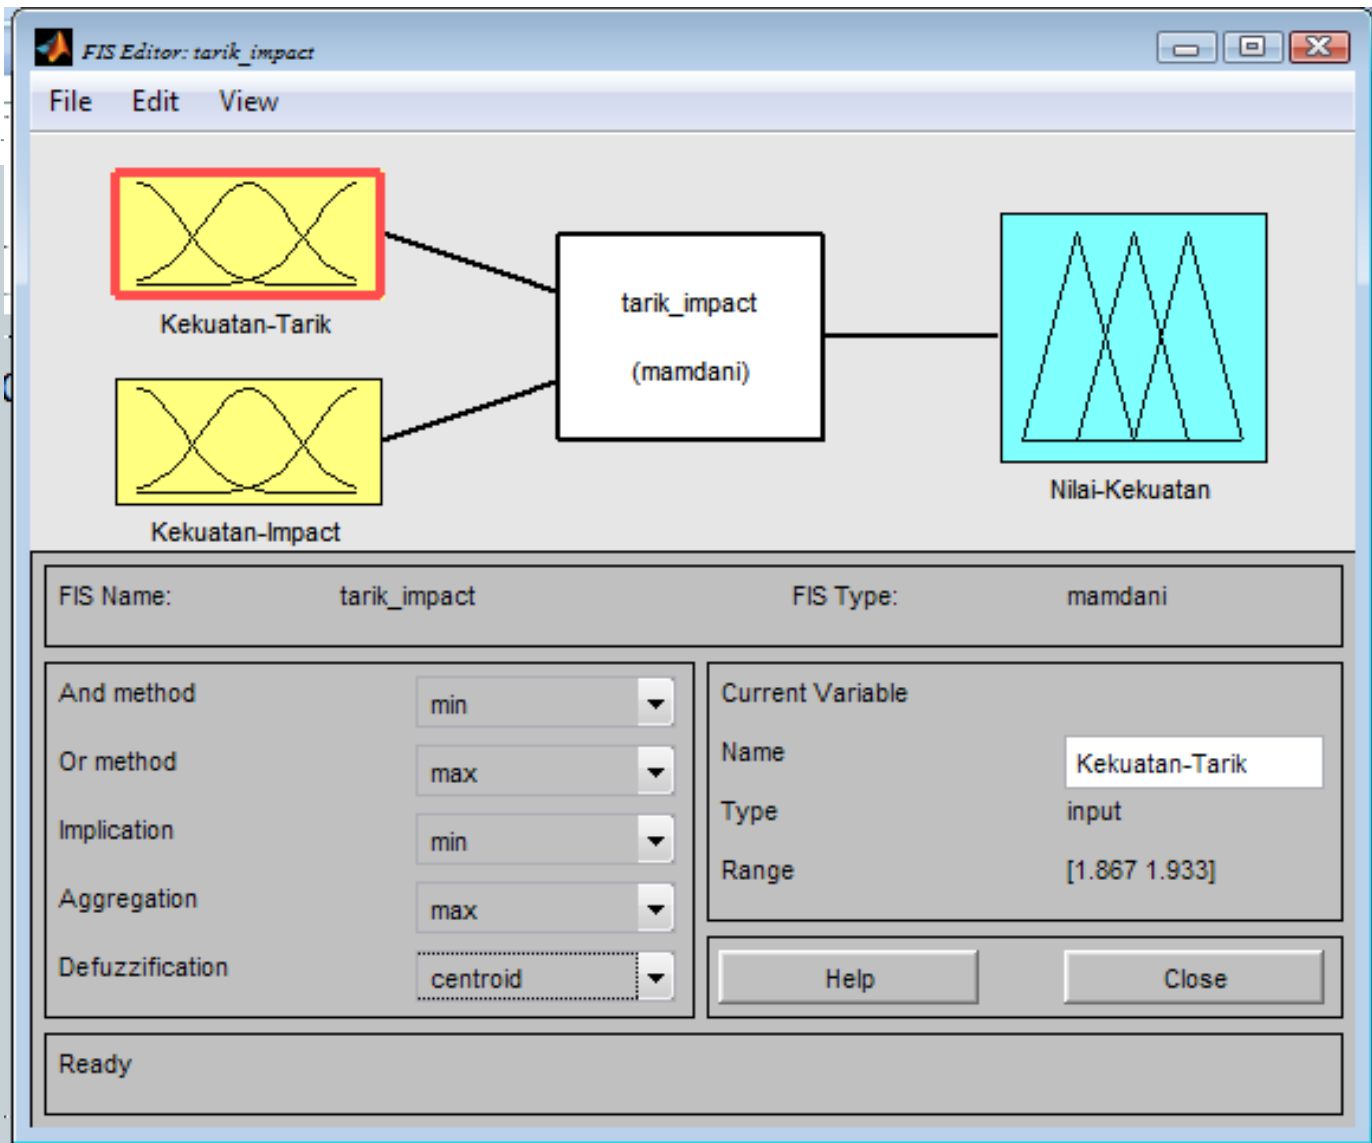 FIS Editor: tarik_impact
File Edit View
Kekuatan-Tarik
Kekuatan-Impact
tarik_impact
(mamdani)
Nilai-Kekuatan
FIS Name: tarik_impact FIS Type: mamdani
And method min
Or method max
Implication min
Aggregation max
Defuzzification centroid
Current Variable
Name Kekuatan-Tarik
Type input
Range [1.867 1.933]
Help Close
Ready